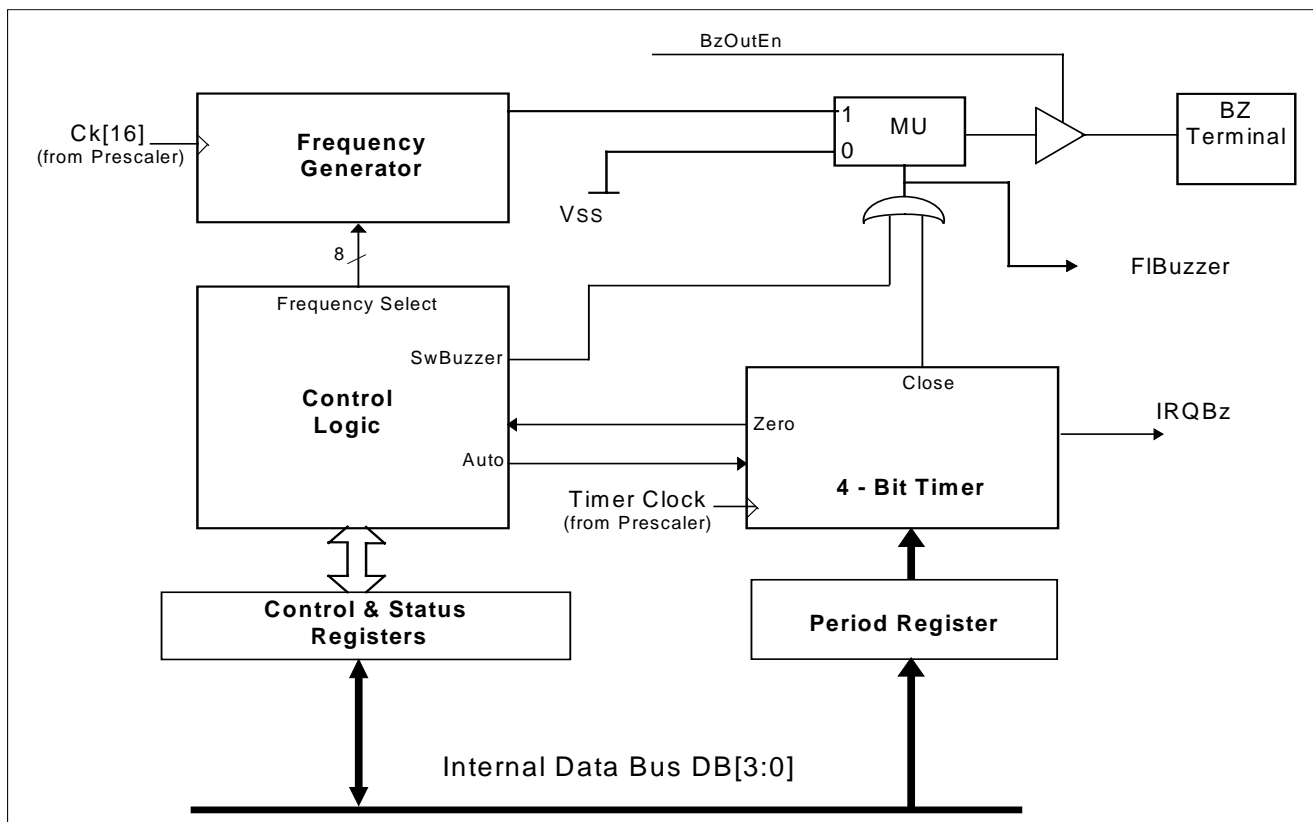 BzOutEn
Ck[16]
(from Prescaler)
Frequency
Generator
1
0
MU
BZ
Terminal
Vss
8
FlBuzzer
Frequency Select
SwBuzzer
Control
Logic
Auto
Close
Zero
IRQBz
4 - Bit Timer
Timer Clock
(from Prescaler)
Control & Status
Registers
Period Register
Internal Data Bus DB[3:0]